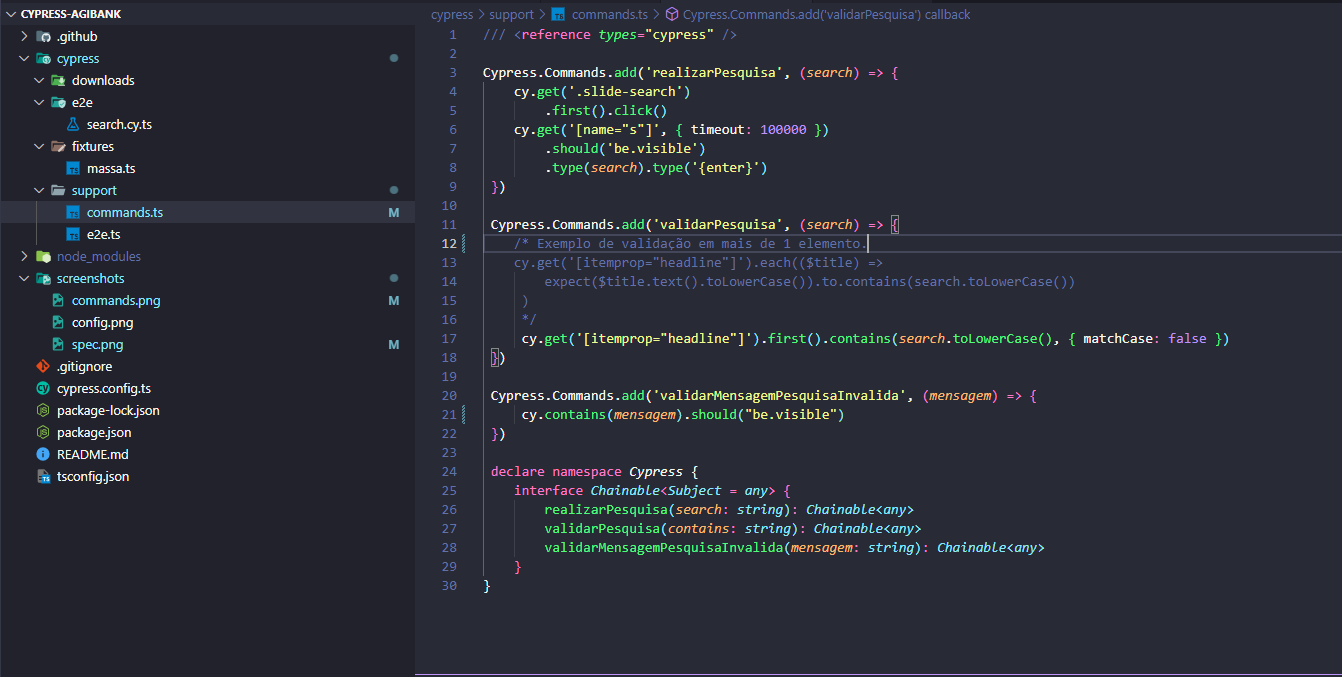 CYPRESS-AGIBANK
.github
cypress
downloads
e2e
search.cy.ts
fixtures
massa.ts
support
commands.ts M
e2e.ts
node_modules
screenshots
commands.png M
config.png
spec.png M
.gitignore
cypress.config.ts
package-lock.json
package.json
README.md
tsconfig.json
cypress > support > commands.ts > Cypress.Commands.add('validarPesquisa') callback
1 /// <reference types="cypress" />
2
3 Cypress.Commands.add('realizarPesquisa', (search) => {
4 cy.get('.slide-search')
5 .first().click()
6 cy.get('[name="s"]', { timeout: 100000 })
7 .should('be.visible')
8 .type(search).type('{enter}')
9 })
10
11 Cypress.Commands.add('validarPesquisa', (search) => {
12 /* Exemplo de validação em mais de 1 elemento.
13 cy.get('[itemprop="headline"]').each(($title) =>
14 expect($title.text().toLowerCase()).to.contains(search.toLowerCase())
15 )
16 */
17 cy.get('[itemprop="headline"]').first().contains(search.toLowerCase(), { matchCase: false })
18 })
19
20 Cypress.Commands.add('validarMensagemPesquisaInvalida', (mensagem) => {
21 cy.contains(mensagem).should("be.visible")
22 })
23
24 declare namespace Cypress {
25 interface Chainable<Subject = any> {
26 realizarPesquisa(search: string): Chainable<any>
27 validarPesquisa(contains: string): Chainable<any>
28 validarMensagemPesquisaInvalida(mensagem: string): Chainable<any>
29 }
30 }